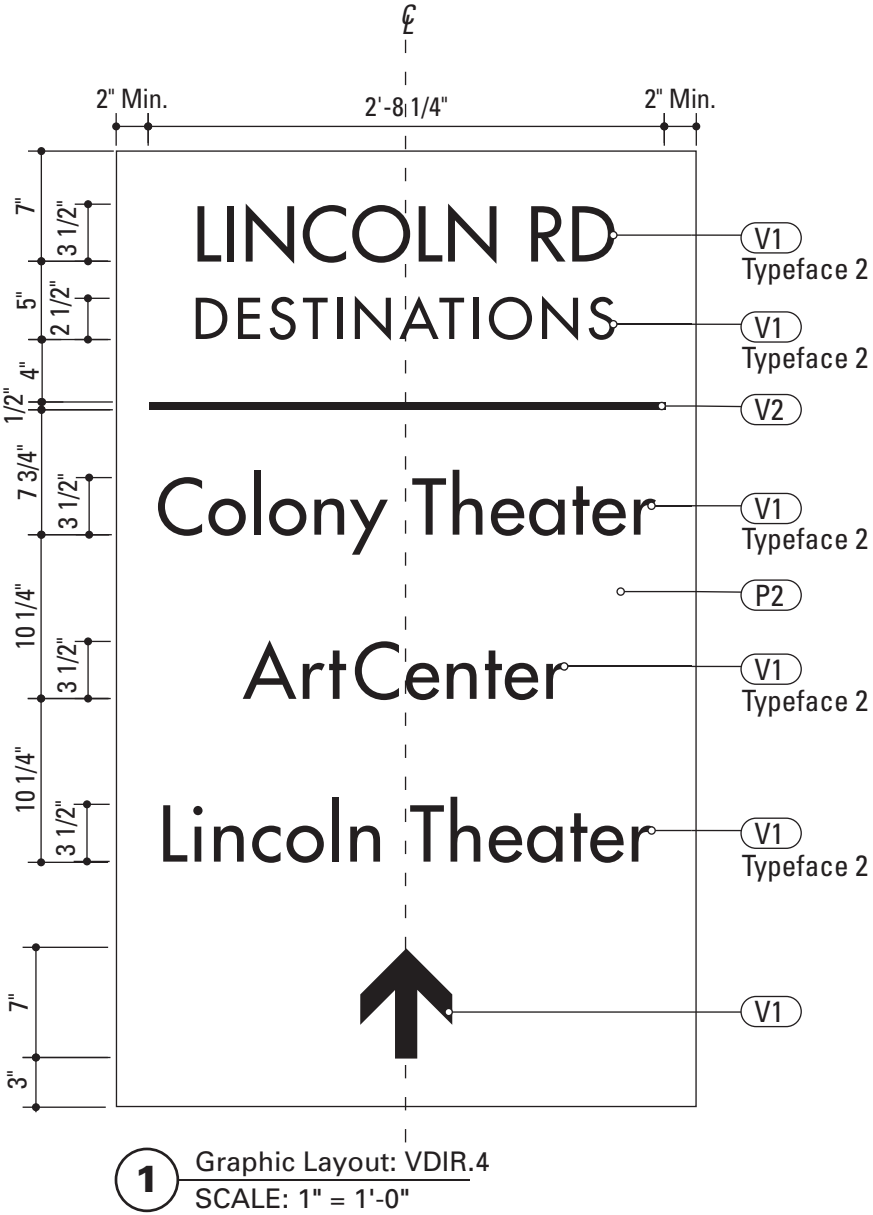 ℄
2" Min. 2'-8 1/4" 2" Min.
7"
3 1/2"
LINCOLN RD
V1
Typeface 2
5"
2 1/2"
DESTINATIONS
V1
Typeface 2
4"
1/2"
V2
7 3/4"
3 1/2"
Colony Theater
V1
Typeface 2
P2
10 1/4"
3 1/2"
ArtCenter
V1
Typeface 2
10 1/4"
3 1/2"
Lincoln Theater
V1
Typeface 2
7"
V1
3"
1
Graphic Layout: VDIR.4
SCALE: 1" = 1'-0"